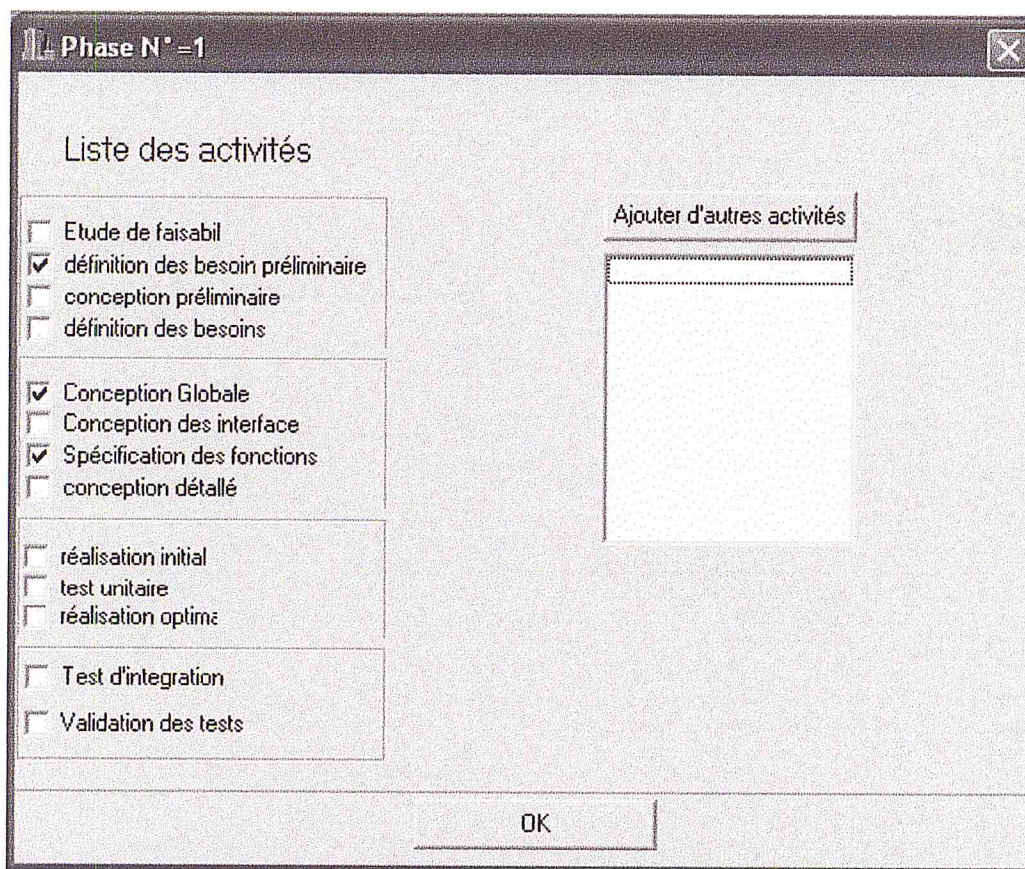 Phase N°=1
Liste des activités
Etude de faisabil
définition des besoin préliminaire
conception préliminaire
définition des besoins
Conception Globale
Conception des interface
Spécification des fonctions
conception détallé
réalisation initial
test unitaire
réalisation optima
Test d'integration
Validation des tests
Ajouter d'autres activités
OK